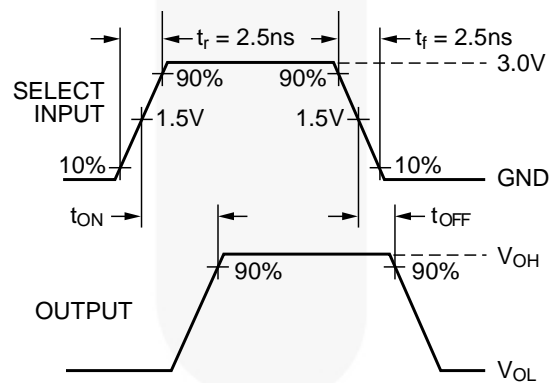 tr = 2.5ns
tf = 2.5ns
90%
90%
3.0V
SELECT
INPUT
1.5V
1.5V
10%
10%
GND
tON
tOFF
VOH
90%
90%
OUTPUT
VOL